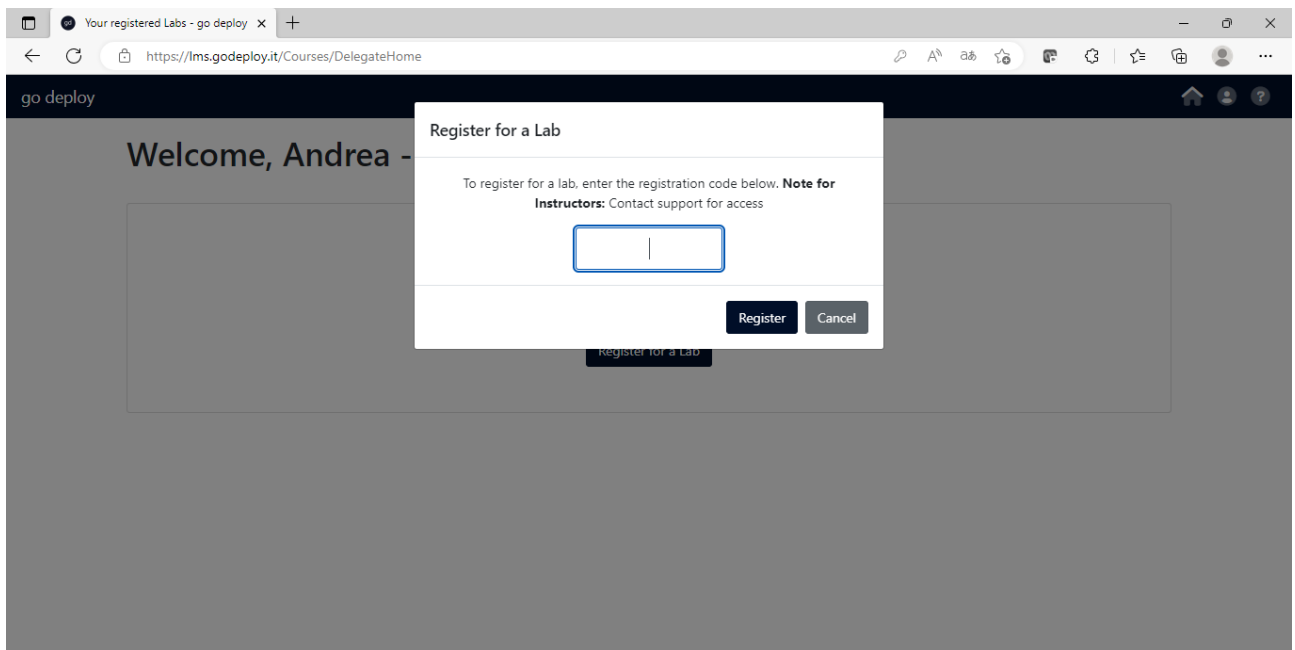 Your registered Labs - go deploy
https://lms.godeploy.it/Courses/DelegateHome
go deploy
Welcome, Andrea -
Register for a Lab
To register for a lab, enter the registration code below. Note for
Instructors: Contact support for access
Register
Cancel
Register for a Lab